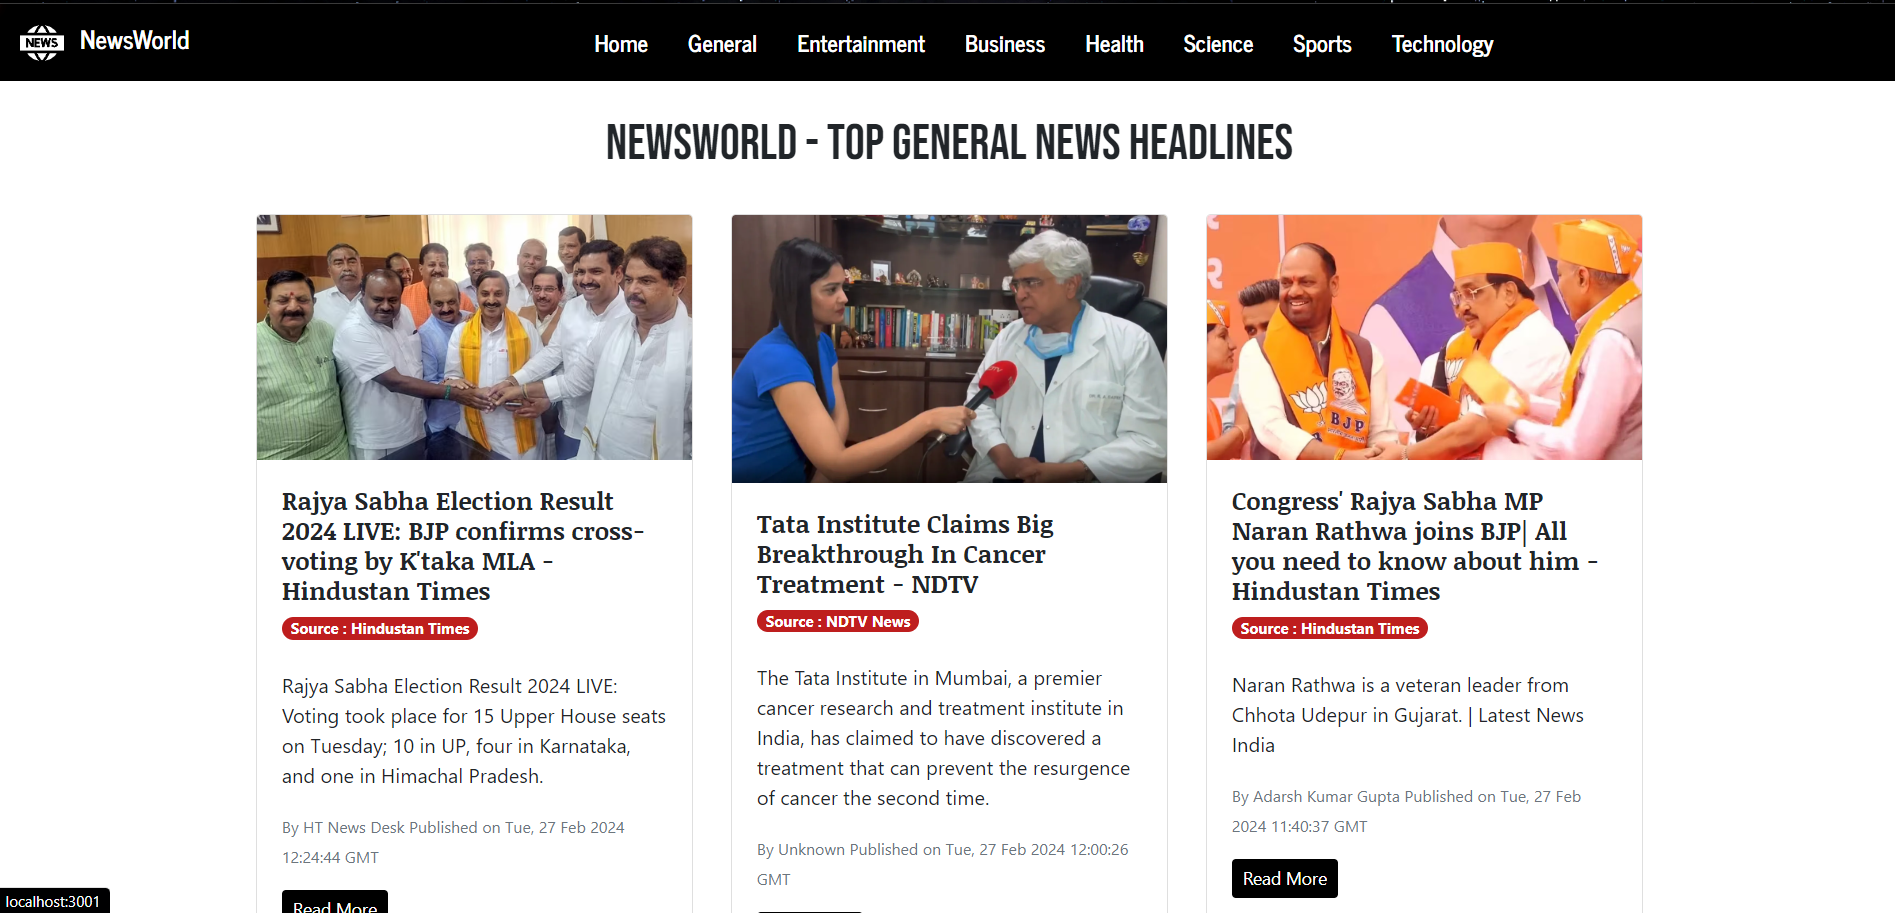 NEWS
NewsWorld
Home
General
Entertainment
Business
Health
Science
Sports
Technology
NEWSWORLD - TOP GENERAL NEWS HEADLINES
Rajya Sabha Election Result
2024 LIVE: BJP confirms cross-
voting by K'taka MLA -
Hindustan Times
Source : Hindustan Times
Rajya Sabha Election Result 2024 LIVE:
Voting took place for 15 Upper House seats
on Tuesday; 10 in UP, four in Karnataka,
and one in Himachal Pradesh.
By HT News Desk Published on Tue, 27 Feb 2024
12:24:44 GMT
Read More
Tata Institute Claims Big
Breakthrough In Cancer
Treatment - NDTV
Source : NDTV News
The Tata Institute in Mumbai, a premier
cancer research and treatment institute in
India, has claimed to have discovered a
treatment that can prevent the resurgence
of cancer the second time.
By Unknown Published on Tue, 27 Feb 2024 12:00:26
GMT
BJP
Congress' Rajya Sabha MP
Naran Rathwa joins BJP| All
you need to know about him -
Hindustan Times
Source : Hindustan Times
Naran Rathwa is a veteran leader from
Chhota Udepur in Gujarat. | Latest News
India
By Adarsh Kumar Gupta Published on Tue, 27 Feb
2024 11:40:37 GMT
Read More
localhost:3001